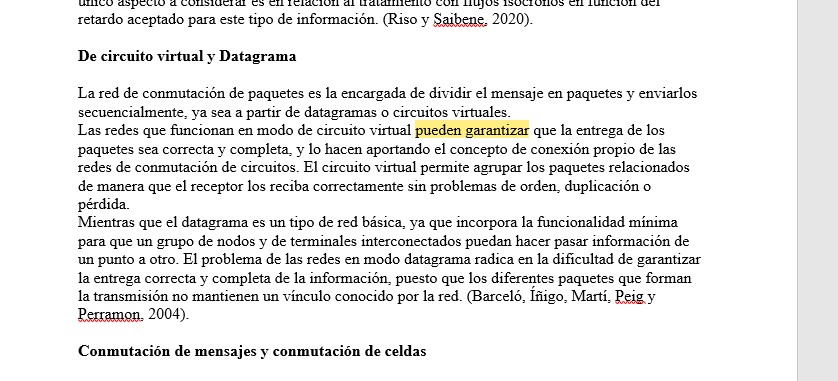 único aspecto a considerar es en relación al tratamiento con flujos isócronos en función del
retardo aceptado para este tipo de información. (Riso y Saibene, 2020).
De circuito virtual y Datagrama
La red de conmutación de paquetes es la encargada de dividir el mensaje en paquetes y enviarlos
secuencialmente, ya sea a partir de datagramas o circuitos virtuales.
Las redes que funcionan en modo de circuito virtual pueden garantizar que la entrega de los
paquetes sea correcta y completa, y lo hacen aportando el concepto de conexión propio de las
redes de conmutación de circuitos. El circuito virtual permite agrupar los paquetes relacionados
de manera que el receptor los reciba correctamente sin problemas de orden, duplicación o
pérdida.
Mientras que el datagrama es un tipo de red básica, ya que incorpora la funcionalidad mínima
para que un grupo de nodos y de terminales interconectados puedan hacer pasar información de
un punto a otro. El problema de las redes en modo datagrama radica en la dificultad de garantizar
la entrega correcta y completa de la información, puesto que los diferentes paquetes que forman
la transmisión no mantienen un vínculo conocido por la red. (Barceló, Íñigo, Martí, Peig y
Perramon, 2004).
Conmutación de mensajes y conmutación de celdas